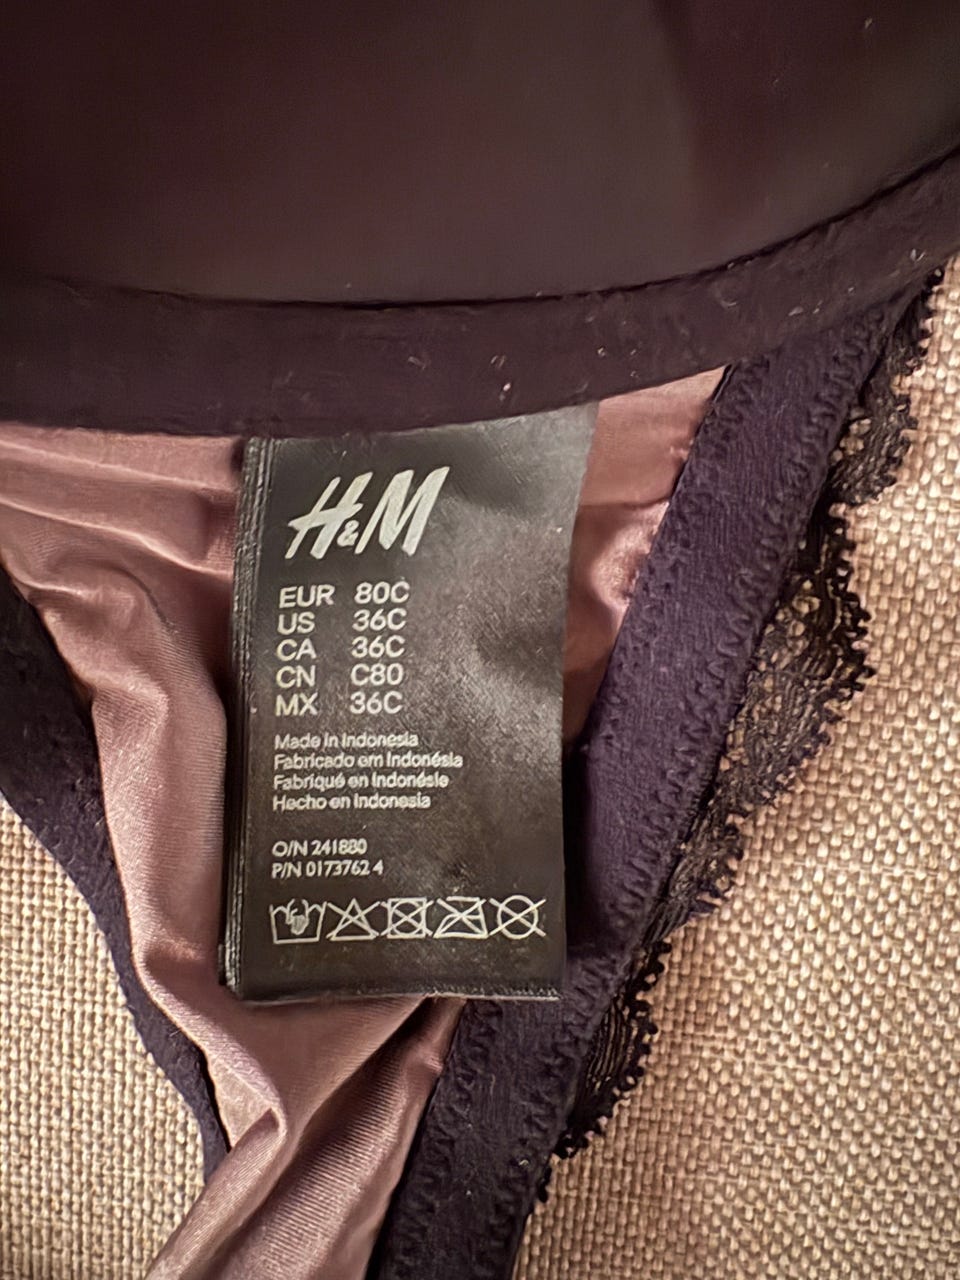 H&M
EUR 80C
US 36C
CA 36C
CN C80
MX 36C
Made in Indonesia
Fabricado em Indonésia
Fabriqué en Indonésie
Hecho en Indonesia
O/N 241880
P/N 0173762 4